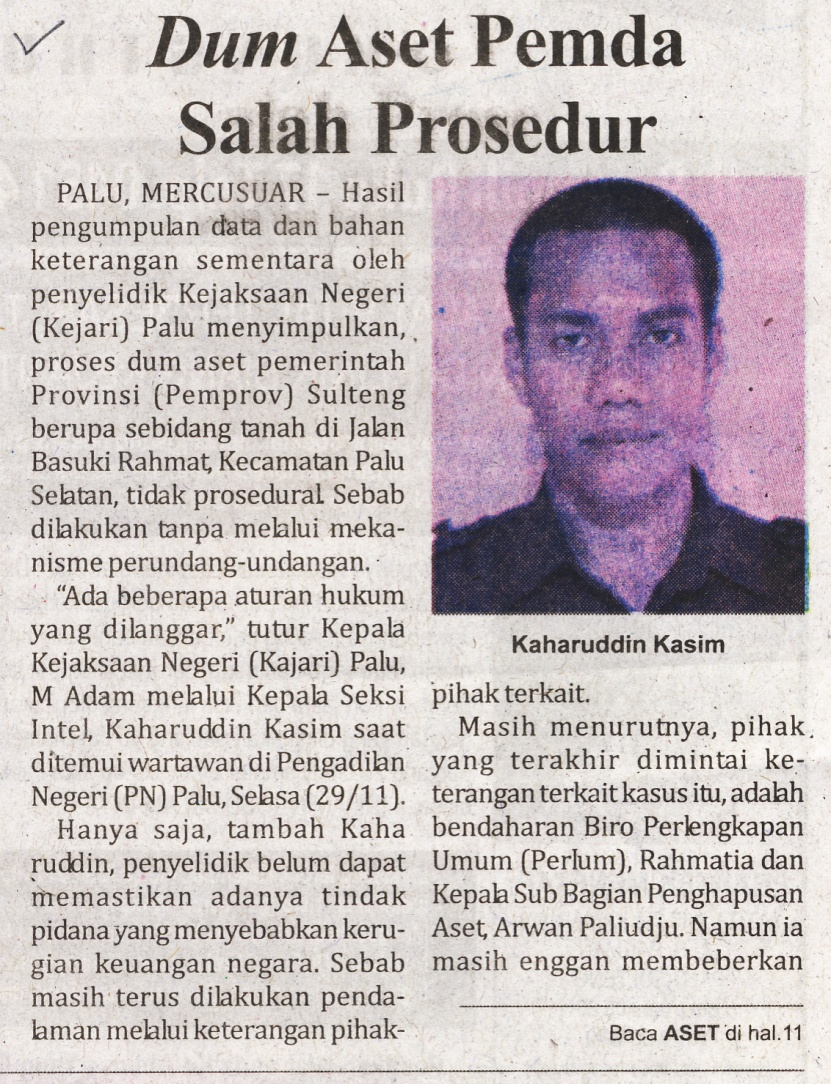 Dum Aset Pemda
Salah Prosedur
PALU, MERCUSUAR – Hasil
pengumpulan data dan bahan
keterangan sementara oleh
penyelidik Kejaksaan Negeri
(Kejari) Palu menyimpulkan,
proses dum aset pemerintah
Provinsi (Pemprov) Sulteng
berupa sebidang tanah di Jalan
Basuki Rahmat, Kecamatan Palu
Selatan, tidak prosedural. Sebab
dilakukan tanpa melalui meka-
nisme perundang-undangan.
“Ada beberapa aturan hukum
yang dilanggar,” tutur Kepala
Kejaksaan Negeri (Kajari) Palu,
M Adam melalui Kepala Seksi
Intel, Kaharuddin Kasim saat
ditemui wartawan di Pengadilan
Negeri (PN) Palu, Selasa (29/11).
Hanya saja, tambah Kaha
ruddin, penyelidik belum dapat
memastikan adanya tindak
pidana yang menyebabkan keru-
gian keuangan negara. Sebab
masih terus dilakukan penda-
laman melalui keterangan pihak-
Kaharuddin Kasim
pihak terkait.
Masih menurutnya, pihak
yang terakhir dimintai ke-
terangan terkait kasus itu, adalah
bendaharan Biro Perlengkapan
Umum (Perlum), Rahmatia dan
Kepala Sub Bagian Penghapusan
Aset, Arwan Paliudju. Namun ia
masih enggan membeberkan
Baca ASET di hal.11